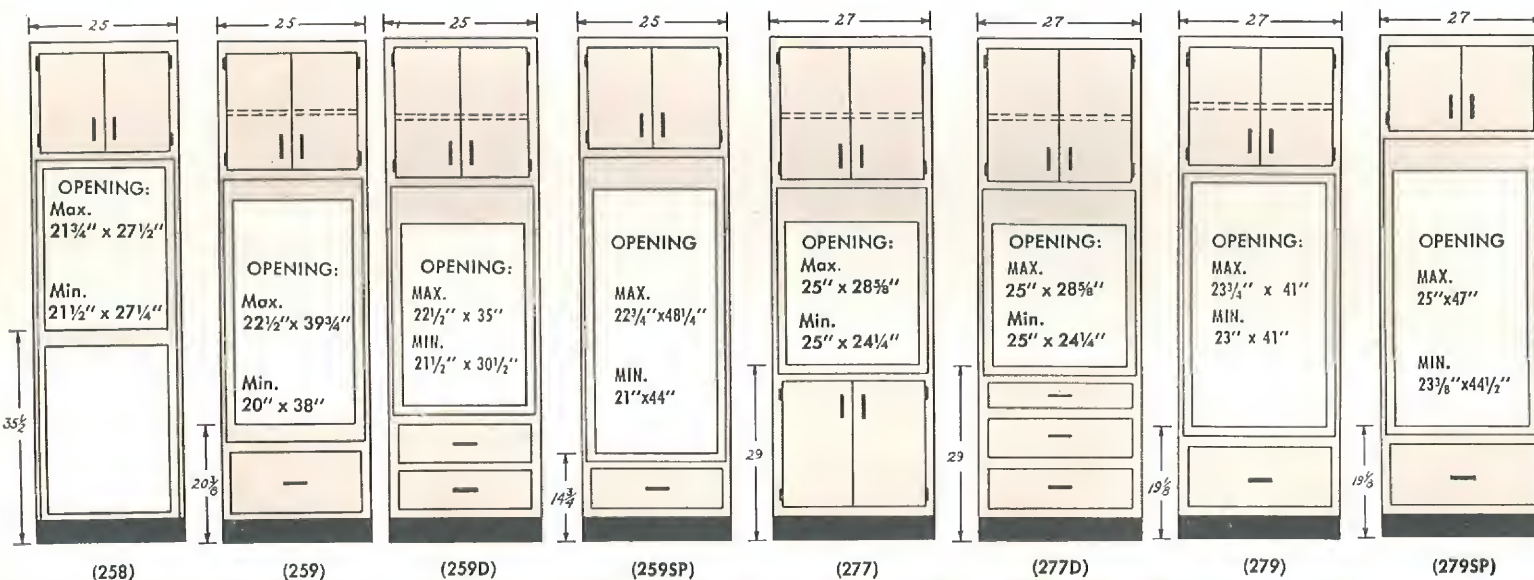 25
25
25
25
27
27
27
27
OPENING:
Max.
21¾" x 27½"
Min.
21½" x 27¼"
35½
(258)
OPENING:
Max.
22½" x 39¾"
Min.
20" x 38"
20⅜
(259)
OPENING:
MAX.
22½" x 35"
MIN.
21½" x 30½"
(259D)
OPENING
MAX.
22¾"x48¼"
MIN.
21"x44"
14¾
(259SP)
OPENING:
Max.
25" x 28⅝"
Min.
25" x 24¼"
29
(277)
OPENING:
MAX.
25" x 28⅝"
Min.
25" x 24¼"
29
(277D)
OPENING:
MAX.
23¾" x 41"
MIN.
23" x 41"
19⅛
(279)
OPENING
MAX.
25"x47"
MIN.
23⅜"x44½"
19⅛
(279SP)